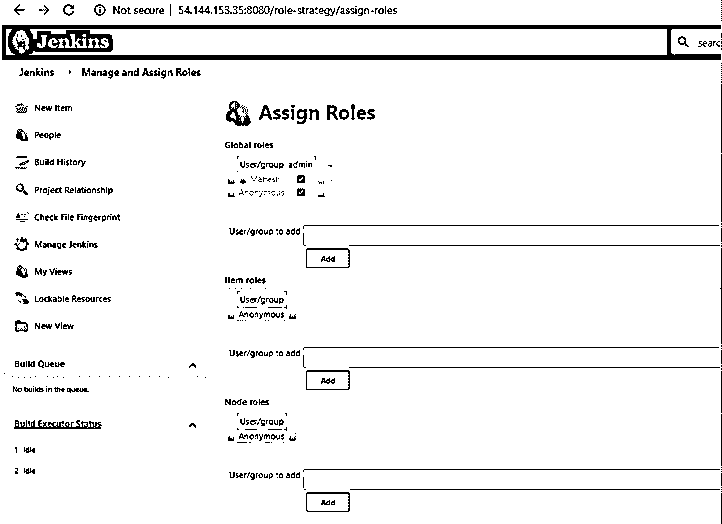 Not secure | 54.144.153.35:8080/role-strategy/assign-roles
Jenkins
search
Jenkins › Manage and Assign Roles
New Item
People
Build History
Project Relationship
Check File Fingerprint
Manage Jenkins
My Views
Lockable Resources
New View
Build Queue
No builds in the queue.
Build Executor Status
1 Idle
2 Idle
Assign Roles
Global roles
User/group admin
Mahesh
Anonymous
User/group to add
Add
Item roles
User/group
Anonymous
User/group to add
Add
Node roles
User/group
Anonymous
User/group to add
Add